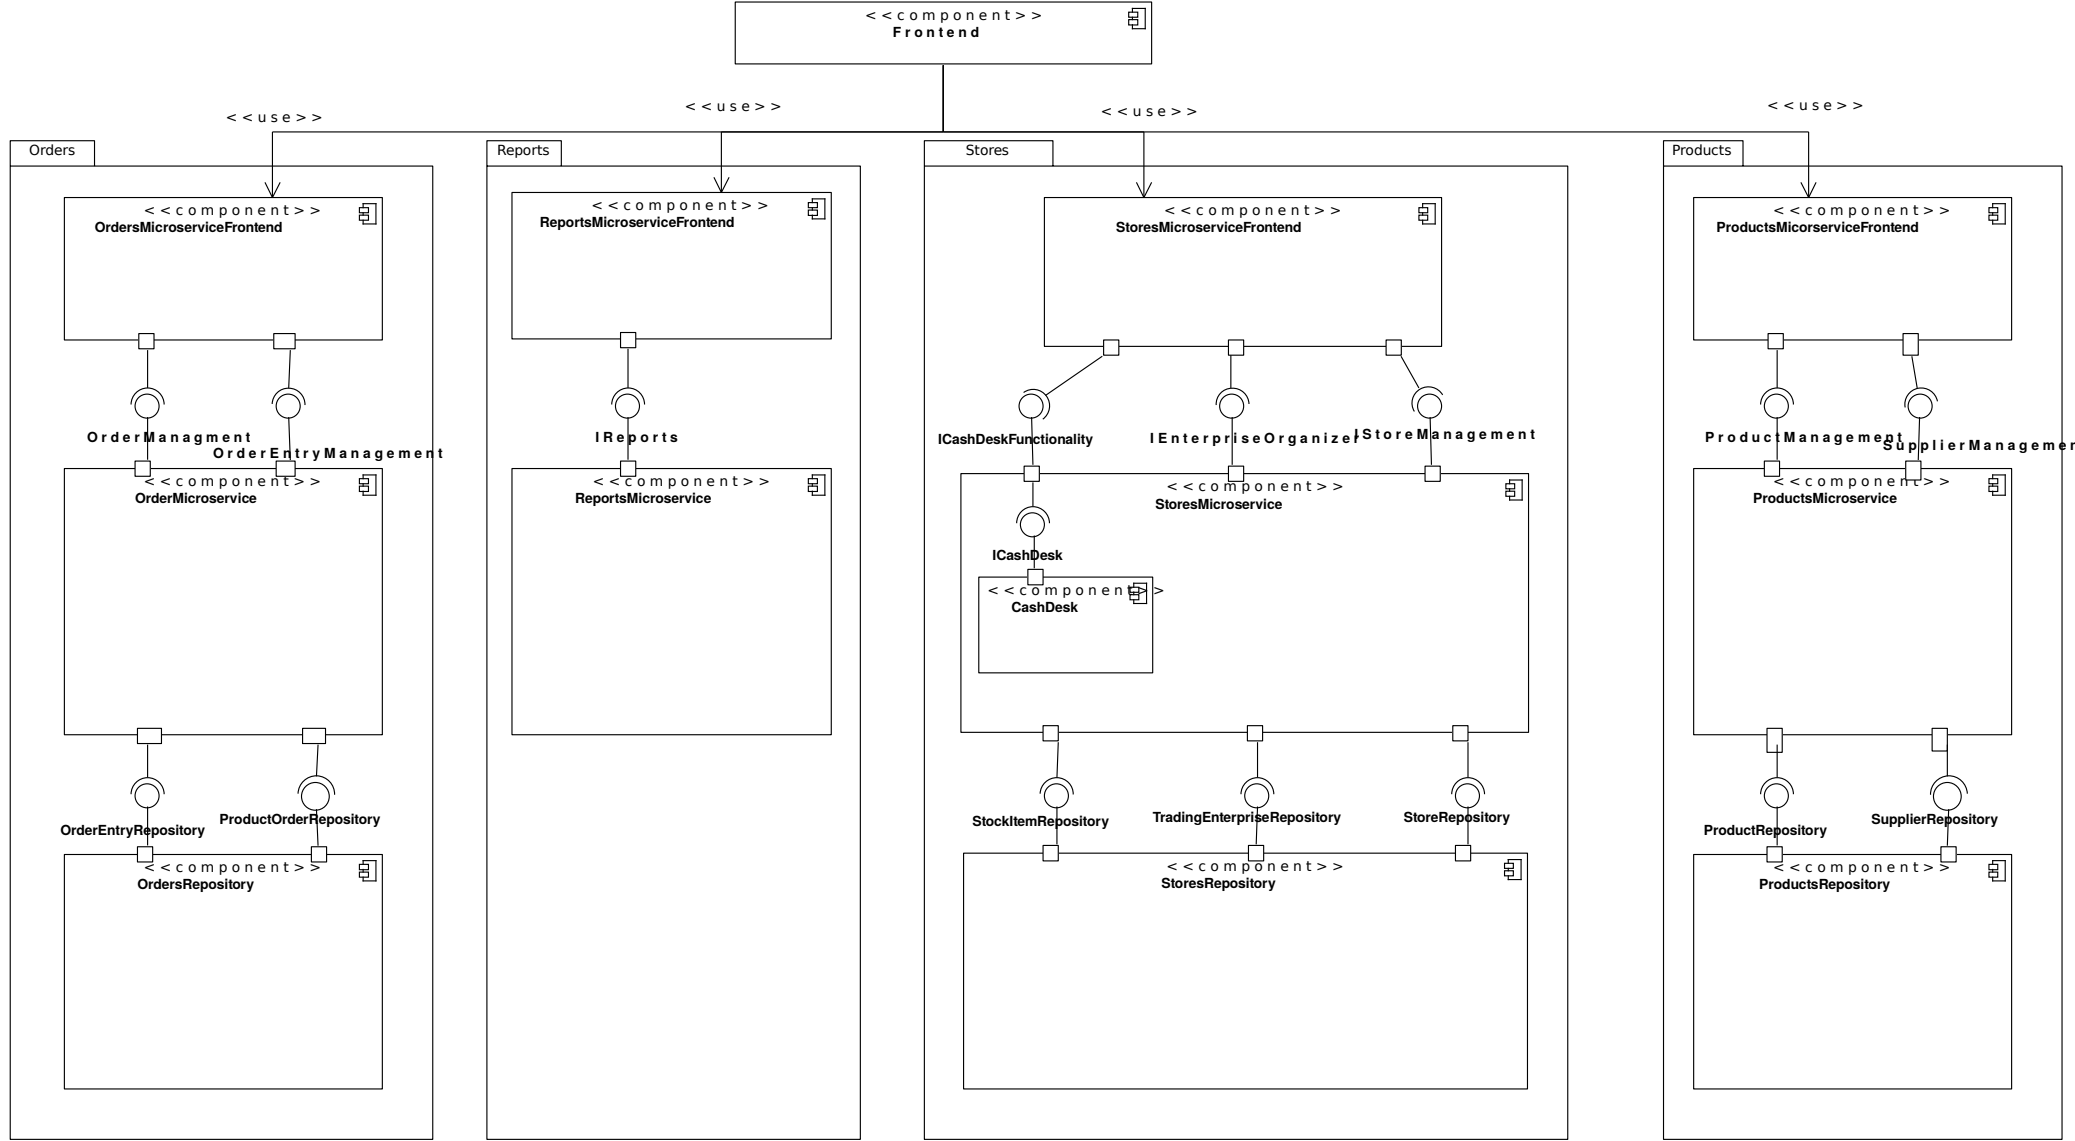 <<component>>
Frontend
<<use>>
<<use>>
<<use>>
<<use>>
Orders
Reports
Stores
Products
<<component>>
OrdersMicroserviceFrontend
<<component>>
ReportsMicroserviceFrontend
<<component>>
StoresMicroserviceFrontend
<<component>>
ProductsMicorserviceFrontend
OrderManagment
OrderEntryManagement
IReports
ICashDeskFunctionality
IEnterpriseOrganizer
IStoreManagement
ProductManagement
SupplierManagemer
<<component>>
OrderMicroservice
<<component>>
ReportsMicroservice
<<component>>
StoresMicroservice
<<component>>
ProductsMicroservice
ICashDesk
<<component>>
CashDesk
OrderEntryRepository
ProductOrderRepository
StockItemRepository
TradingEnterpriseRepository
StoreRepository
ProductRepository
SupplierRepository
<<component>>
OrdersRepository
<<component>>
StoresRepository
<<component>>
ProductsRepository